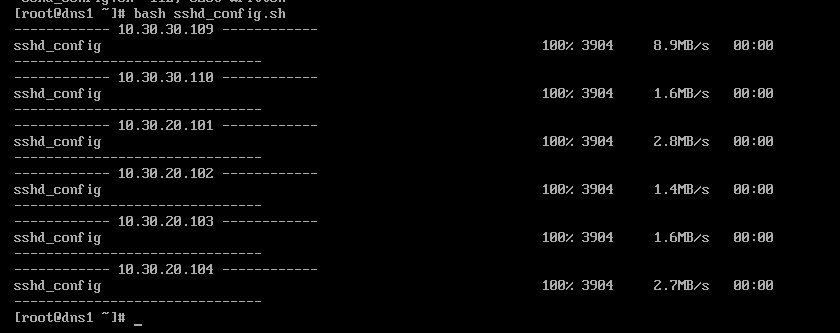 [root@dns1 ~]# bash sshd_config.sh
------------ 10.30.30.109 ------------
sshd_config 100% 3904 8.9MB/s 00:00
-------------------------------
------------ 10.30.30.110 ------------
sshd_config 100% 3904 1.6MB/s 00:00
-------------------------------
------------ 10.30.20.101 ------------
sshd_config 100% 3904 2.8MB/s 00:00
-------------------------------
------------ 10.30.20.102 ------------
sshd_config 100% 3904 1.4MB/s 00:00
-------------------------------
------------ 10.30.20.103 ------------
sshd_config 100% 3904 1.6MB/s 00:00
-------------------------------
------------ 10.30.20.104 ------------
sshd_config 100% 3904 2.7MB/s 00:00
-------------------------------
[root@dns1 ~]# _